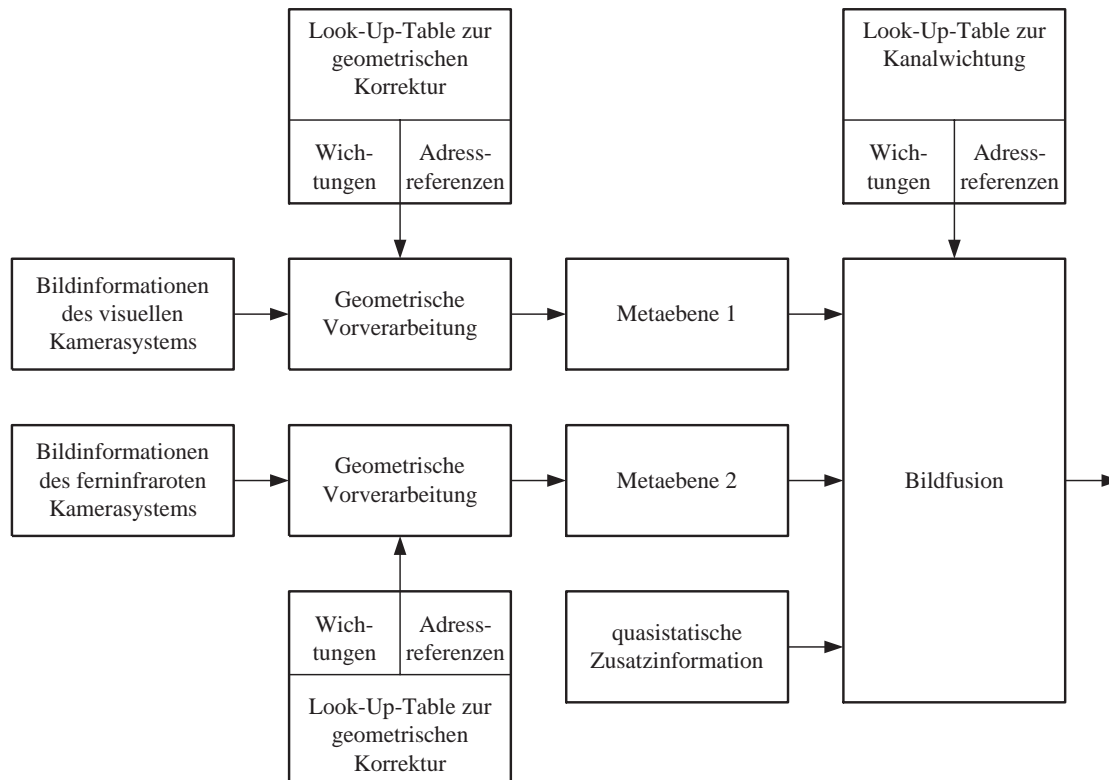 Look-Up-Table zur
geometrischen
Korrektur
Wich-
tungen
Adress-
referenzen
Look-Up-Table zur
Kanalwichtung
Wich-
tungen
Adress-
referenzen
Bildinformationen
des visuellen
Kamerasystems
Geometrische
Vorverarbeitung
Metaebene 1
Bildinformationen
des ferninfraroten
Kamerasystems
Geometrische
Vorverarbeitung
Metaebene 2
Bildfusion
Wich-
tungen
Adress-
referenzen
Look-Up-Table zur
geometrischen
Korrektur
quasistatische
Zusatzinformation